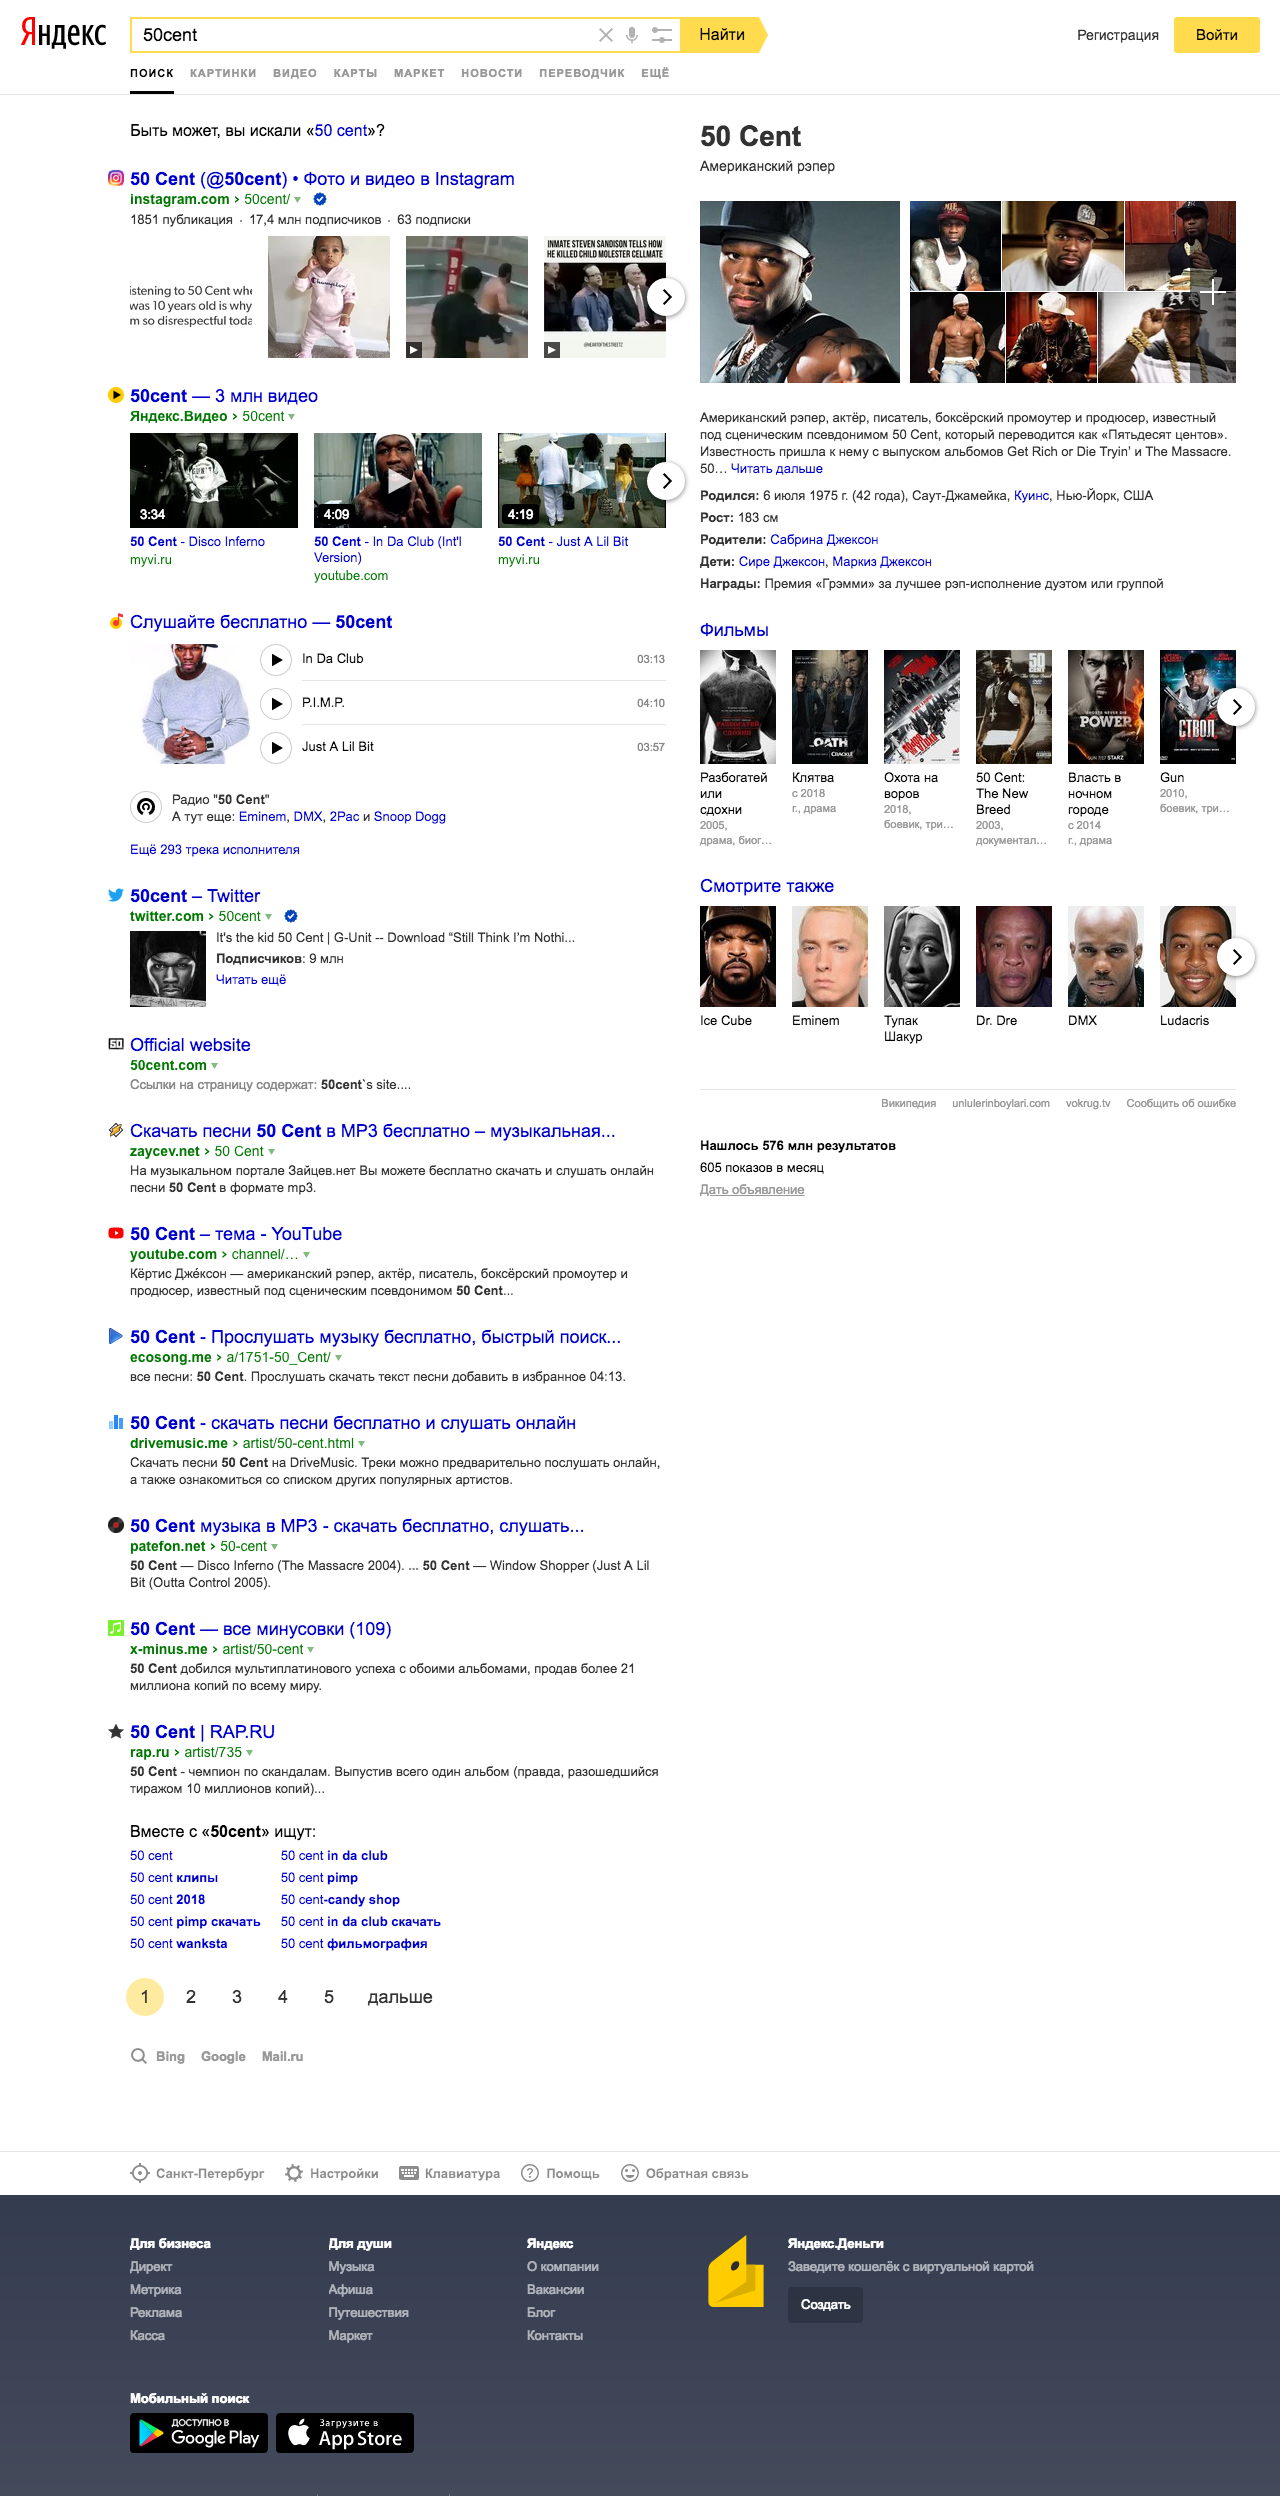 Яндекс
50cent
Найти
Регистрация
Войти
ПОИСК КАРТИНКИ ВИДЕО КАРТЫ МАРКЕТ НОВОСТИ ПЕРЕВОДЧИК ЕЩЁ
Быть может, вы искали «50 cent»?
50 Cent (@50cent) • Фото и видео в Instagram
instagram.com › 50cent/
1851 публикация · 17,4 млн подписчиков · 63 подписки
istening to 50 Cent whe
was 10 years old is why
m so disrespectful toda
Champion
INMATE STEVEN SANDISON TELLS HOW
HE KILLED CHILD MOLESTER CELLMATE
@HEARTOFTHESTREETZ
50cent — 3 млн видео
Яндекс.Видео › 50cent
3:34
4:09
4:19
50 Cent - Disco Inferno
myvi.ru
50 Cent - In Da Club (Int'l
Version)
youtube.com
50 Cent - Just A Lil Bit
myvi.ru
Слушайте бесплатно — 50cent
In Da Club 03:13
P.I.M.P. 04:10
Just A Lil Bit 03:57
Радио "50 Cent"
А тут еще: Eminem, DMX, 2Pac и Snoop Dogg
Ещё 293 трека исполнителя
50cent – Twitter
twitter.com › 50cent
It's the kid 50 Cent | G-Unit -- Download “Still Think I’m Nothi...
Подписчиков: 9 млн
Читать ещё
Official website
50cent.com
Ссылки на страницу содержат: 50cent`s site....
Скачать песни 50 Cent в MP3 бесплатно – музыкальная...
zaycev.net › 50 Cent
На музыкальном портале Зайцев.нет Вы можете бесплатно скачать и слушать онлайн
песни 50 Cent в формате mp3.
50 Cent – тема - YouTube
youtube.com › channel/…
Кёртис Дже́ксон — американский рэпер, актёр, писатель, боксёрский промоутер и
продюсер, известный под сценическим псевдонимом 50 Cent...
50 Cent - Прослушать музыку бесплатно, быстрый поиск...
ecosong.me › a/1751-50_Cent/
все песни: 50 Cent. Прослушать скачать текст песни добавить в избранное 04:13.
50 Cent - скачать песни бесплатно и слушать онлайн
drivemusic.me › artist/50-cent.html
Скачать песни 50 Cent на DriveMusic. Треки можно предварительно послушать онлайн,
а также ознакомиться со списком других популярных артистов.
50 Cent музыка в MP3 - скачать бесплатно, слушать...
patefon.net › 50-cent
50 Cent — Disco Inferno (The Massacre 2004). ... 50 Cent — Window Shopper (Just A Lil
Bit (Outta Control 2005).
50 Cent — все минусовки (109)
x-minus.me › artist/50-cent
50 Cent добился мультиплатинового успеха с обоими альбомами, продав более 21
миллиона копий по всему миру.
50 Cent | RAP.RU
rap.ru › artist/735
50 Cent - чемпион по скандалам. Выпустив всего один альбом (правда, разошедшийся
тиражом 10 миллионов копий)...
Вместе с «50cent» ищут:
50 cent
50 cent in da club
50 cent клипы
50 cent pimp
50 cent 2018
50 cent-candy shop
50 cent pimp скачать
50 cent in da club скачать
50 cent wanksta
50 cent фильмография
1 2 3 4 5 дальше
Bing Google Mail.ru
50 Cent
Американский рэпер
Американский рэпер, актёр, писатель, боксёрский промоутер и продюсер, известный
под сценическим псевдонимом 50 Cent, который переводится как «Пятьдесят центов».
Известность пришла к нему с выпуском альбомов Get Rich or Die Tryin’ и The Massacre.
50… Читать дальше
Родился: 6 июля 1975 г. (42 года), Саут-Джамейка, Куинс, Нью-Йорк, США
Рост: 183 см
Родители: Сабрина Джексон
Дети: Сире Джексон, Маркиз Джексон
Награды: Премия «Грэмми» за лучшее рэп-исполнение дуэтом или группой
Фильмы
OATH
CRACKLE
50
CENT
POWER
STARZ
СТВОЛ
Разбогатей
или
сдохни
2005,
драма, биог…
Клятва
с 2018
г., драма
Охота на
воров
2018,
боевик, три…
50 Cent:
The New
Breed
2003,
документал…
Власть в
ночном
городе
с 2014
г., драма
Gun
2010,
боевик, три…
Смотрите также
Ice Cube
Eminem
Тупак
Шакур
Dr. Dre
DMX
Ludacris
Википедия unlulerinboylari.com vokrug.tv Сообщить об ошибке
Нашлось 576 млн результатов
605 показов в месяц
Дать объявление
Санкт-Петербург Настройки Клавиатура Помощь Обратная связь
Для бизнеса
Директ
Метрика
Реклама
Касса
Для души
Музыка
Афиша
Путешествия
Маркет
Яндекс
О компании
Вакансии
Блог
Контакты
Яндекс.Деньги
Заведите кошелёк с виртуальной картой
Создать
Мобильный поиск
ДОСТУПНО В
Google Play
Загрузите в
App Store